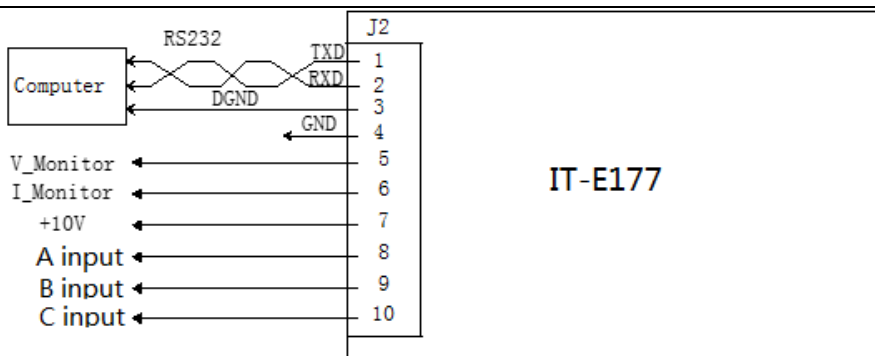 RS232
J2
TXD
1
Computer
RXD
2
DGND
3
GND
4
V_Monitor
5
I_Monitor
6
IT-E177
+10V
7
A input
8
B input
9
C input
10